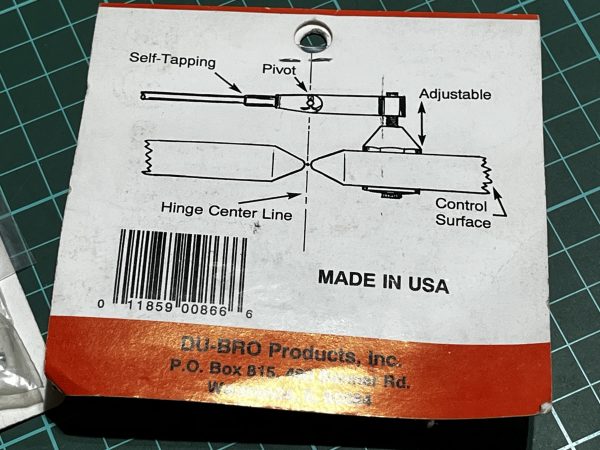 Self-Tapping
Pivot
Adjustable
Hinge Center Line
Control
Surface
0 11859 00866 6
MADE IN USA
DU-BRO Products, Inc.
P.O. Box 815, Rd.